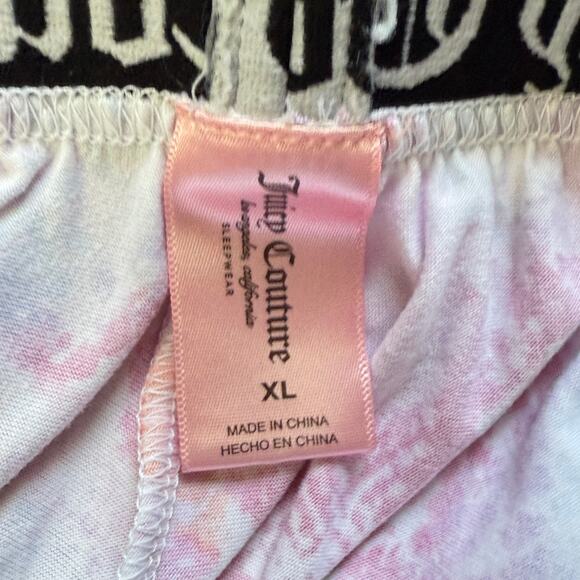 Juicy Couture
los angeles, california
SLEEPWEAR
XL
MADE IN CHINA
HECHO EN CHINA